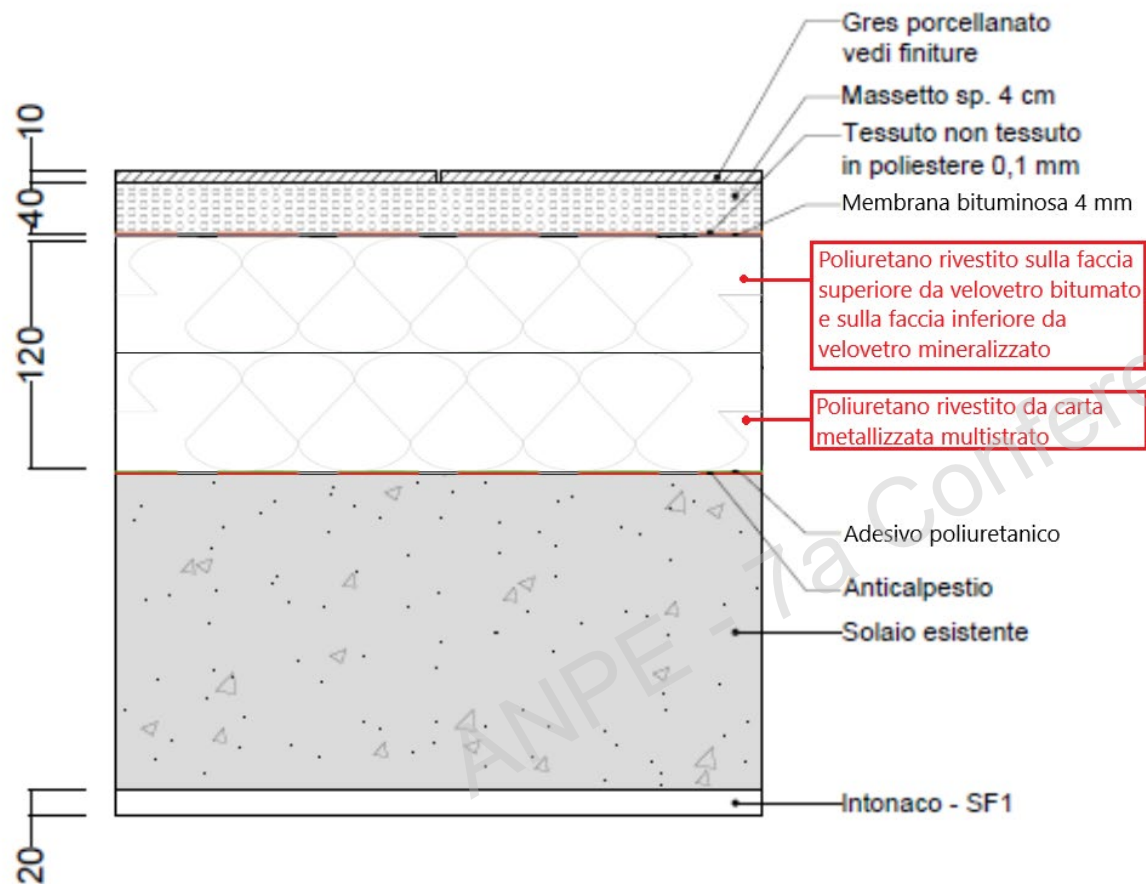 Gres porcellanato
vedi finiture
Massetto sp. 4 cm
Tessuto non tessuto
in poliestere 0,1 mm
Membrana bituminosa 4 mm
Poliuretano rivestito sulla faccia
superiore da velovetro bitumato
e sulla faccia inferiore da
velovetro mineralizzato
Poliuretano rivestito da carta
metallizzata multistrato
Adesivo poliuretanico
Anticalpestio
Solaio esistente
Intonaco - SF1
10
40
120
20
ANPE - 7a Confere